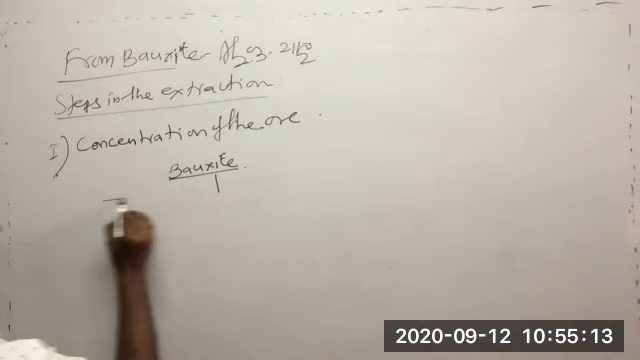 From Bauxite - Al2O3. 2H2O
Steps in the extraction
I) Concentration of the ore.
Bauxite.
2020-09-12 10:55:13